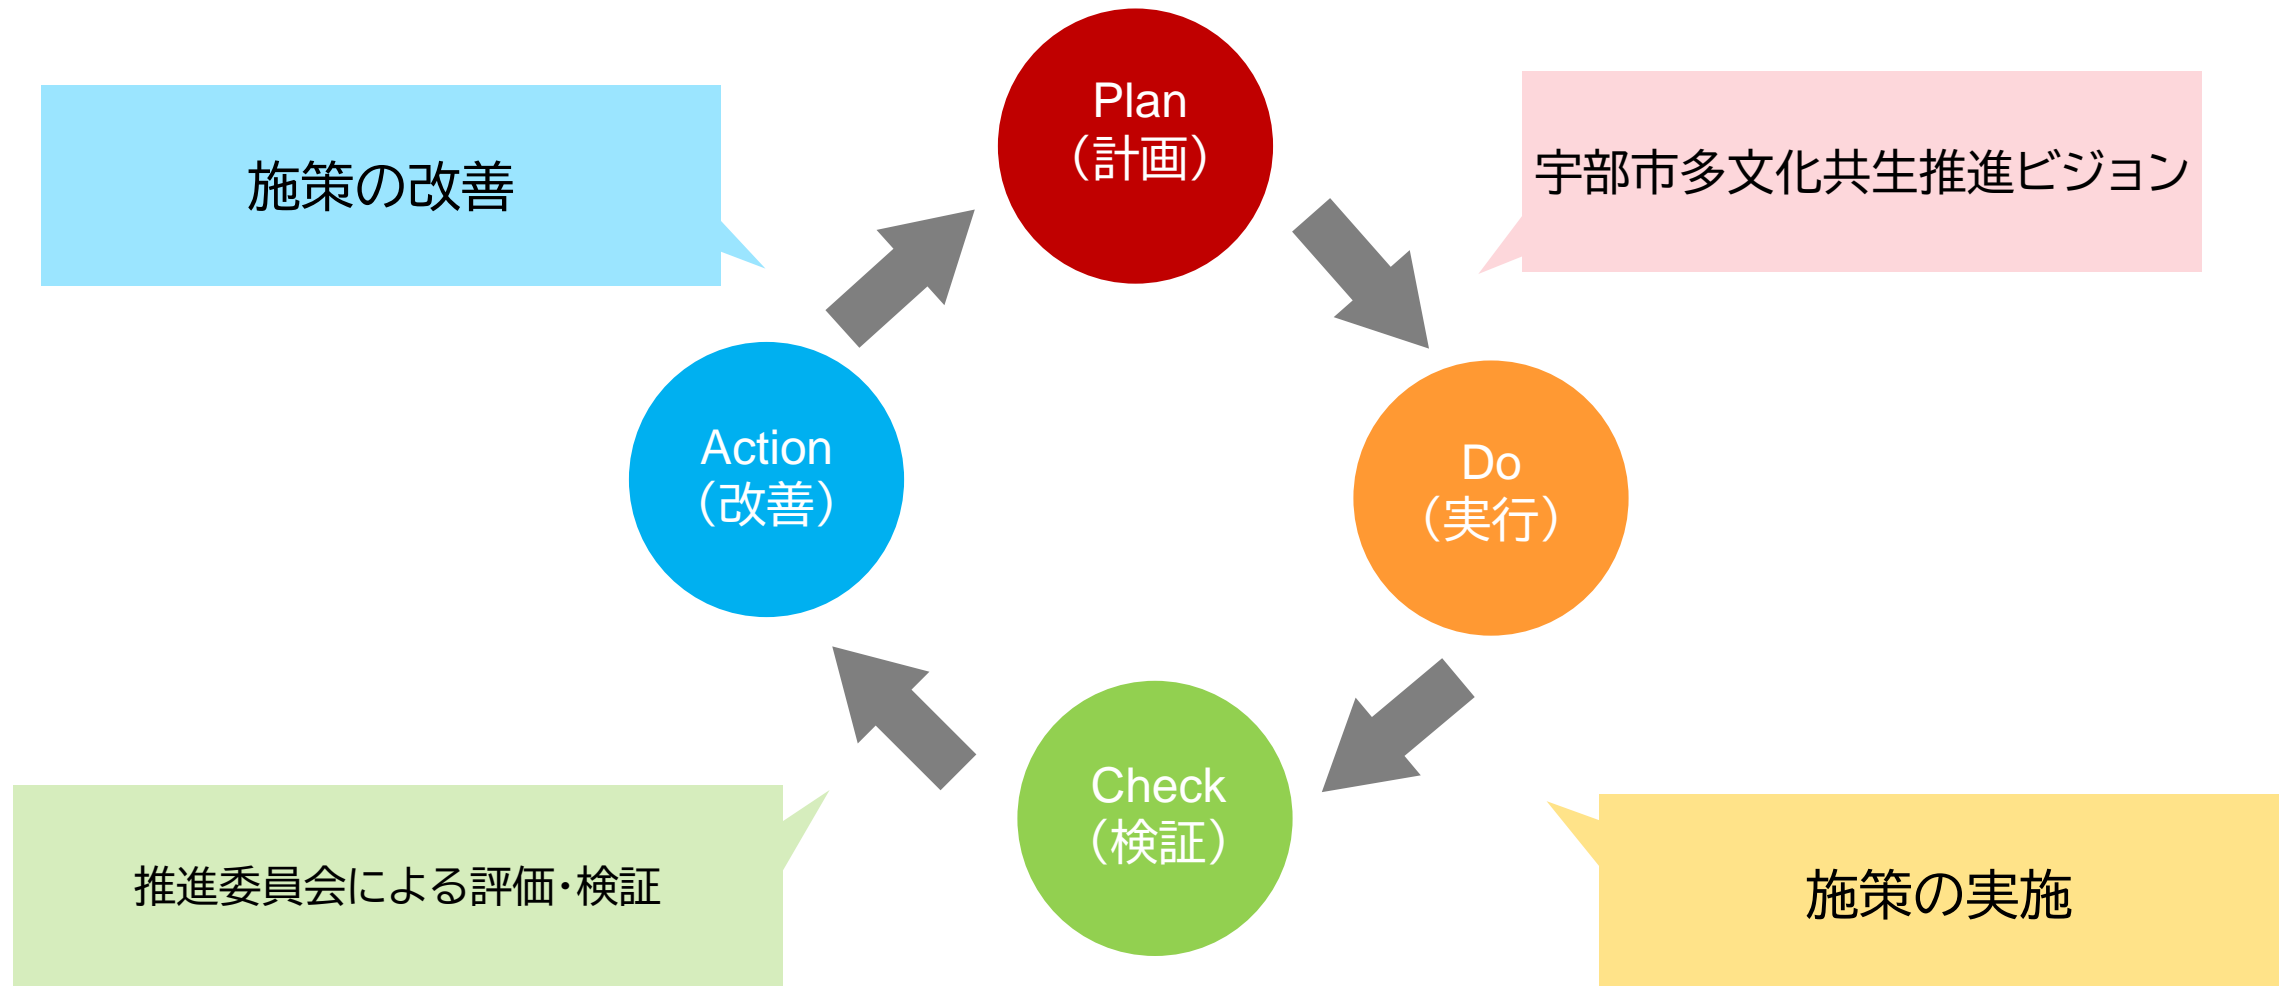 Plan
（計画）
宇部市多文化共生推進ビジョン
施策の改善
Action
（改善）
Do
（実行）
Check
（検証）
推進委員会による評価・検証
施策の実施